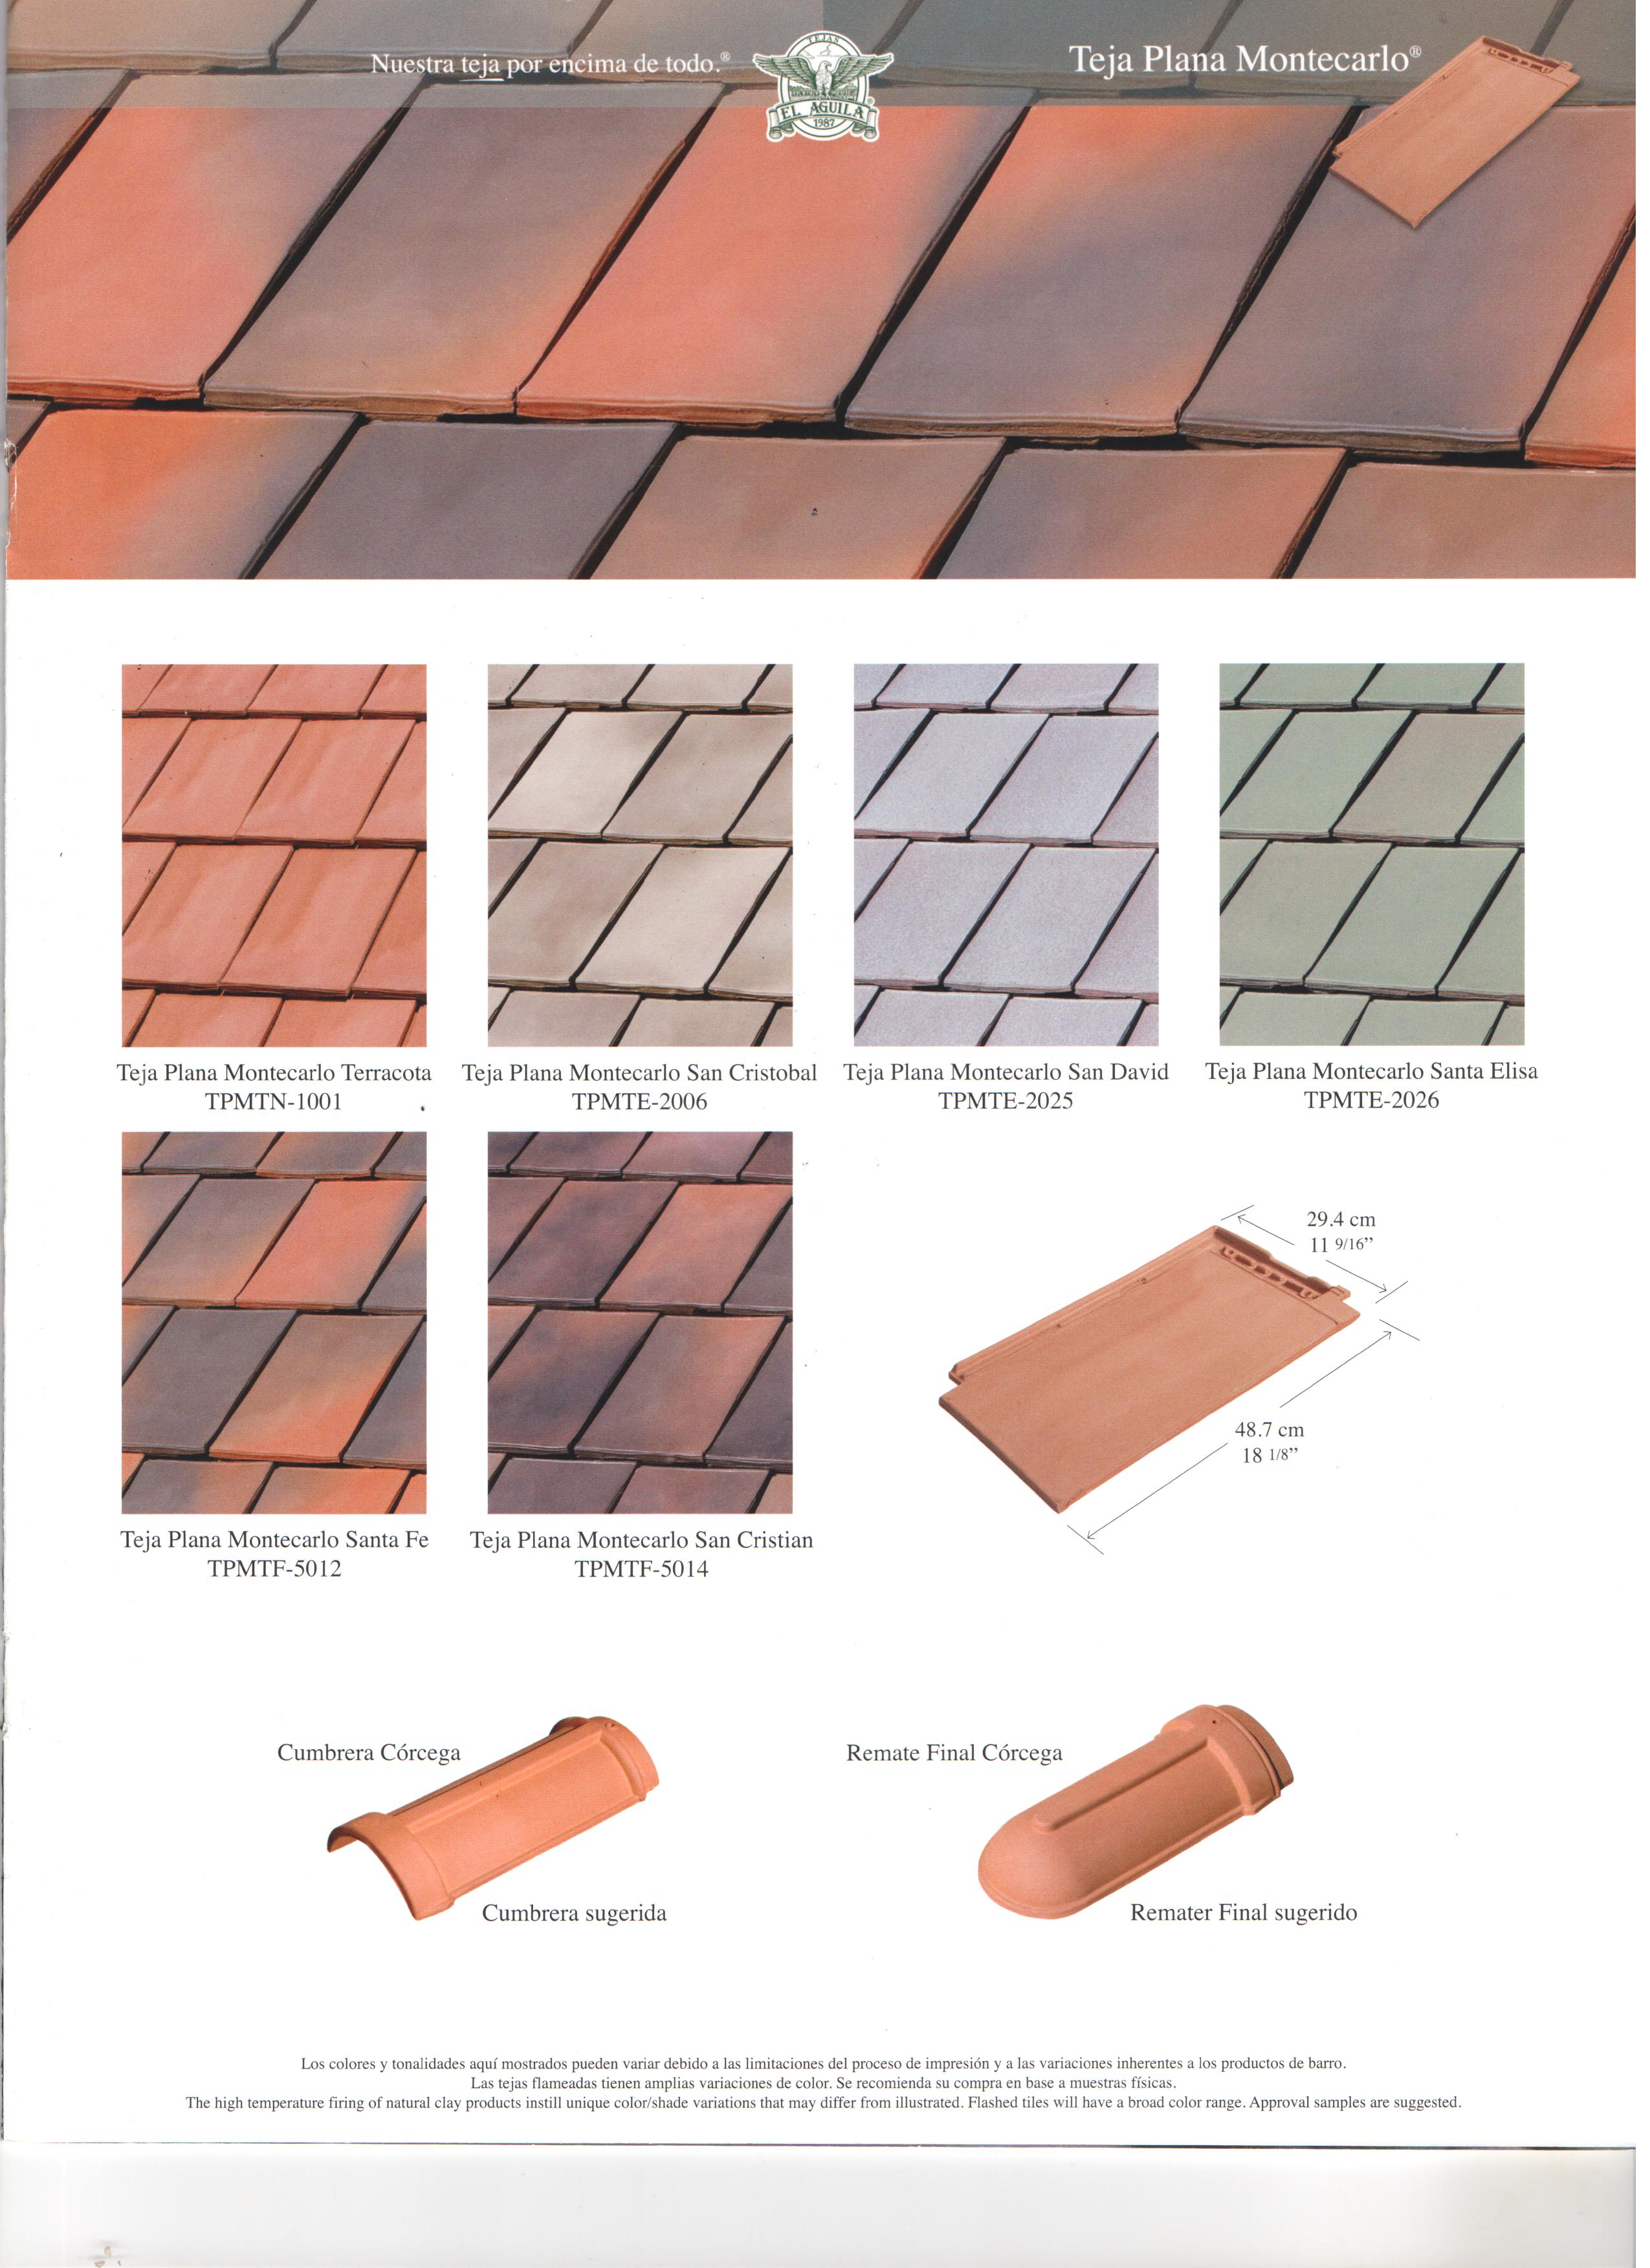 Nuestra teja por encima de todo.®
TEJAS
EL AGUILA®
1987
Teja Plana Montecarlo®
Teja Plana Montecarlo Terracota
TPMTN-1001
Teja Plana Montecarlo San Cristobal
TPMTE-2006
Teja Plana Montecarlo San David
TPMTE-2025
Teja Plana Montecarlo Santa Elisa
TPMTE-2026
Teja Plana Montecarlo Santa Fe
TPMTF-5012
Teja Plana Montecarlo San Cristian
TPMTF-5014
29.4 cm
11 9/16”
48.7 cm
18 1/8”
Cumbrera Córcega
Cumbrera sugerida
Remate Final Córcega
Remater Final sugerido
Los colores y tonalidades aquí mostrados pueden variar debido a las limitaciones del proceso de impresión y a las variaciones inherentes a los productos de barro.
Las tejas flameadas tienen amplias variaciones de color. Se recomienda su compra en base a muestras físicas.
The high temperature firing of natural clay products instill unique color/shade variations that may differ from illustrated. Flashed tiles will have a broad color range. Approval samples are suggested.